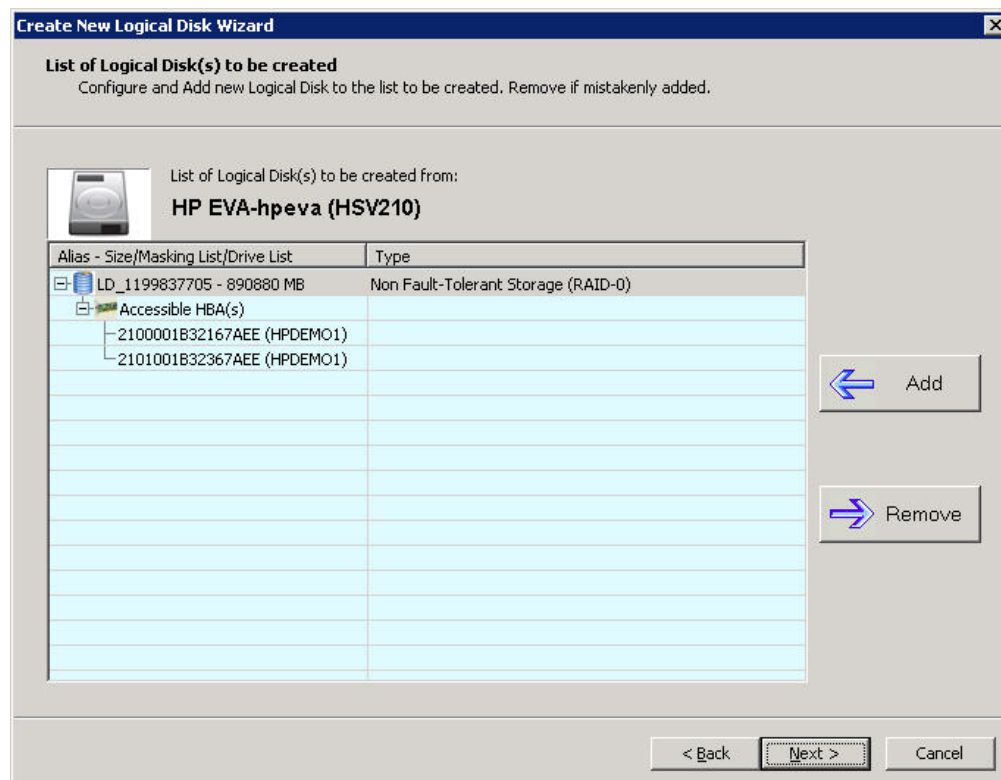 Create New Logical Disk Wizard
List of Logical Disk(s) to be created
Configure and Add new Logical Disk to the list to be created. Remove if mistakenly added.
List of Logical Disk(s) to be created from:
HP EVA-hpeva (HSV210)
Alias - Size/Masking List/Drive List Type
LD_1199837705 - 890880 MB Non Fault-Tolerant Storage (RAID-0)
Accessible HBA(s)
2100001B32167AEE (HPDEMO1)
2101001B32367AEE (HPDEMO1)
Add
Remove
< Back Next > Cancel